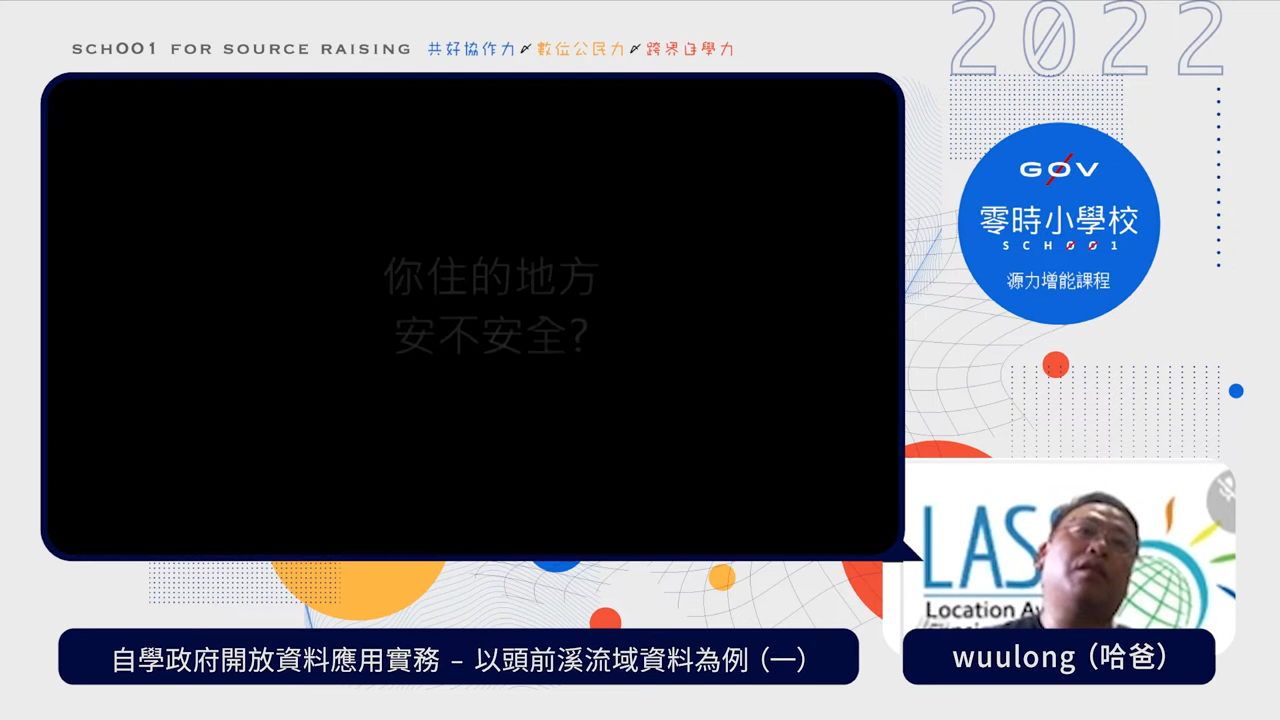 SCHOO1 FOR SOURCE RAISING 共好協作力 數位公民力 跨界自學力
2022
GØV
零時小學校
SCHØØ1
源力增能課程
你住的地方
安不安全?
LAS
Location Aw
自學政府開放資料應用實務 – 以頭前溪流域資料為例 (一)
wuulong (哈爸)